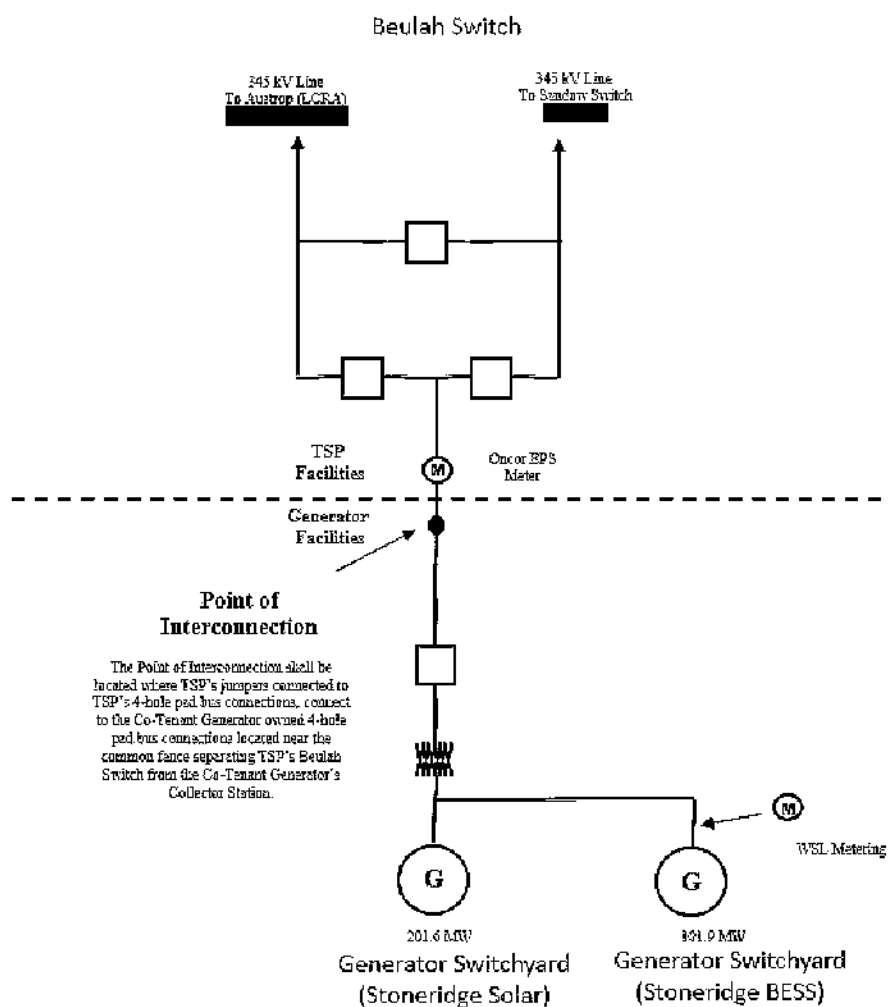 Beulah Switch
345 kV Line
To Austrop (LCRA)
345 kV Line
To Sandow Switch
TSP
Facilities
M
Oncor EPS
Meter
Generator
Facilities
Point of
Interconnection
The Point of Interconnection shall be
located where TSP's jumpers connected to
TSP's 4-hole pad bus connections, connect
to the Co-Tenant Generator owned 4-hole
pad bus connections located near the
common fence separating TSP's Beulah
Switch from the Co-Tenant Generator's
Collector Station.
M
WSL Metering
G
G
201.6 MW
MW
Generator Switchyard
(Stoneridge Solar)
Generator Switchyard
(Stoneridge BESS)